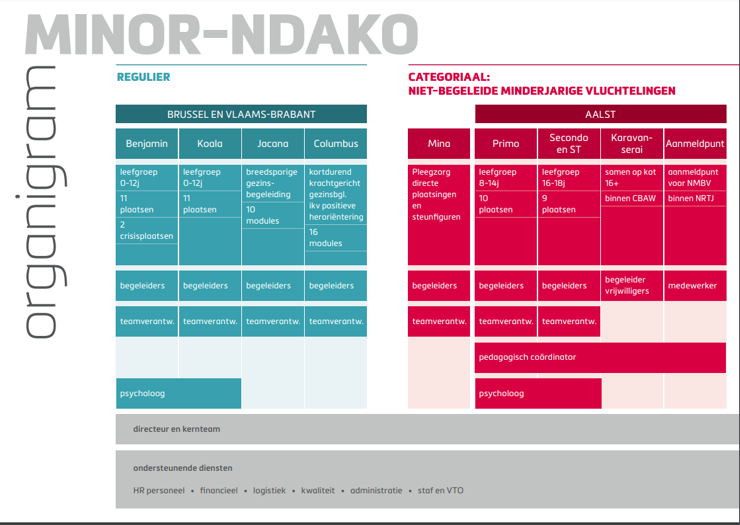 MINOR-NDAKO
organigram
REGULIER
BRUSSEL EN VLAAMS-BRABANT
Benjamin
Koala
Jacana
Columbus
leefgroep
0-12j
11
plaatsen
2
crisisplaatsen
leefgroep
0-12j
11
plaatsen
breedsporige
gezins-
begeleiding
10
modules
kortdurend
krachtgericht
gezinsbgl.
ikv positieve
heroriëntering
16
modules
begeleiders
begeleiders
begeleiders
begeleiders
teamverantw.
teamverantw.
teamverantw.
teamverantw.
psycholoog
CATEGORIAAL:
NIET-BEGELEIDE MINDERJARIGE VLUCHTELINGEN
AALST
Mino
Primo
Secondo
en ST
Karavan-
serai
Aanmeldpunt
Pleegzorg
directe
plaatsingen
en
steunfiguren
leefgroep
8-14j
10
plaatsen
leefgroep
16-18j
9
plaatsen
samen op kot
16+
binnen CBAW
aanmeldpunt
voor NMBV
binnen NRTJ
begeleiders
begeleiders
begeleiders
begeleider
vrijwilligers
medewerker
teamverantw.
teamverantw.
teamverantw.
pedagogisch coördinator
psycholoog
directeur en kernteam
ondersteunende diensten
HR personeel • financieel • logistiek • kwaliteit • administratie • staf en VTO